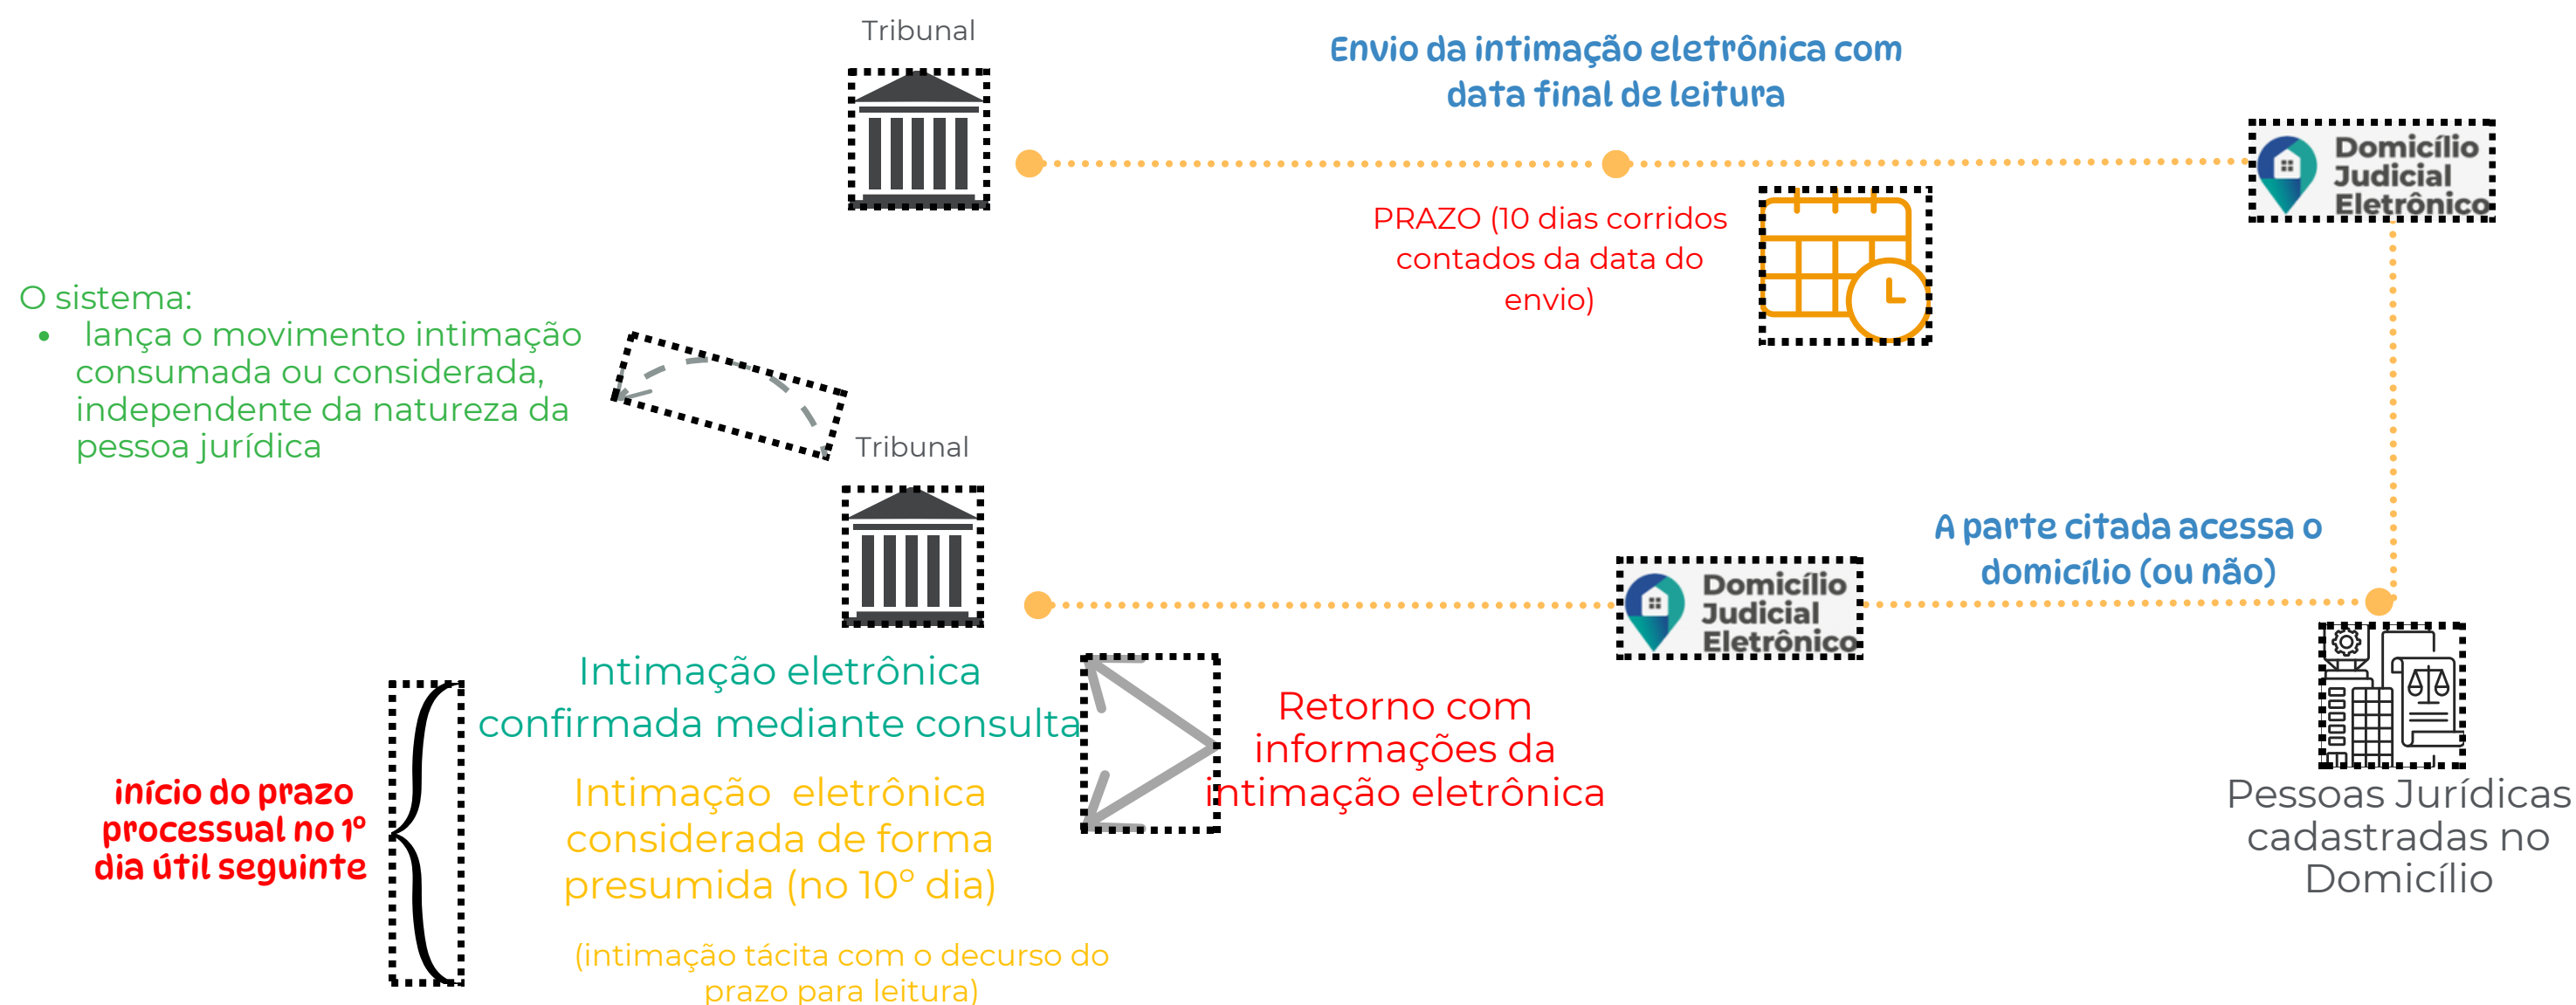 Tribunal
Envio da intimação eletrônica com
data final de leitura
Domicílio
Judicial
Eletrônico
PRAZO (10 dias corridos
contados da data do
envio)
O sistema:
• lança o movimento intimação
consumada ou considerada,
independente da natureza da
pessoa jurídica
Tribunal
A parte citada acessa o
domicílio (ou não)
Domicílio
Judicial
Eletrônico
Intimação eletrônica
confirmada mediante consulta
Retorno com
informações da
intimação eletrônica
início do prazo
processual no 1º
dia útil seguinte
Intimação eletrônica
considerada de forma
presumida (no 10º dia)
(intimação tácita com o decurso do
prazo para leitura)
Pessoas Jurídicas
cadastradas no
Domicílio